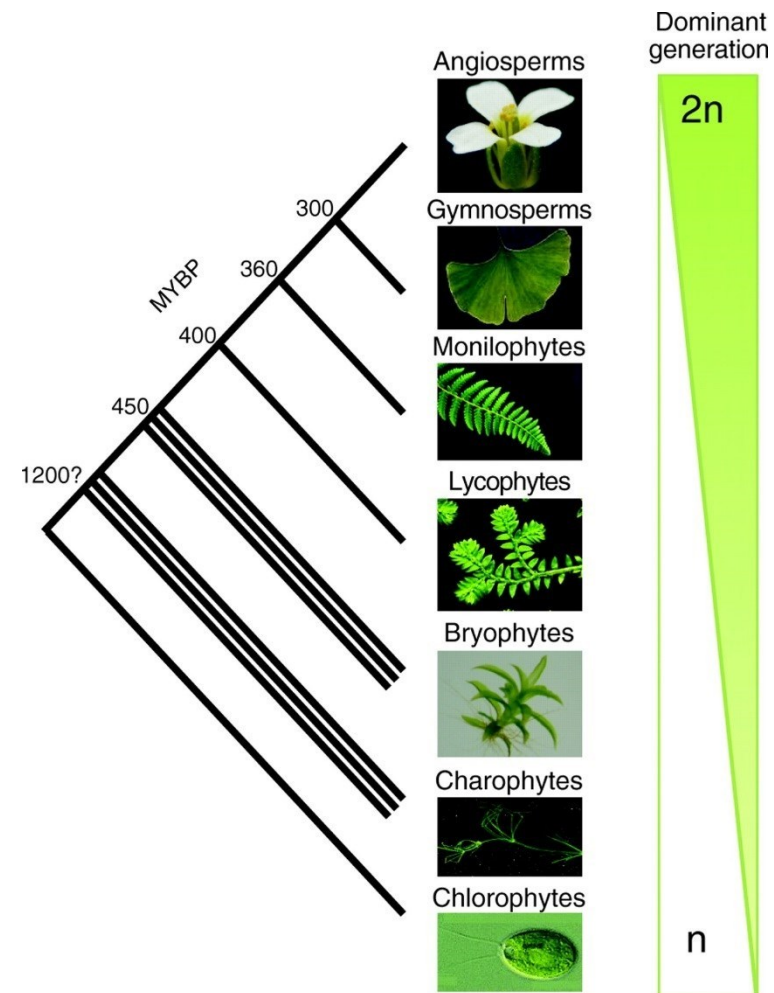 Dominant
generation
Angiosperms
2n
300
Gymnosperms
MYBP
360
400
Monilophytes
450
1200?
Lycophytes
Bryophytes
Charophytes
Chlorophytes
n